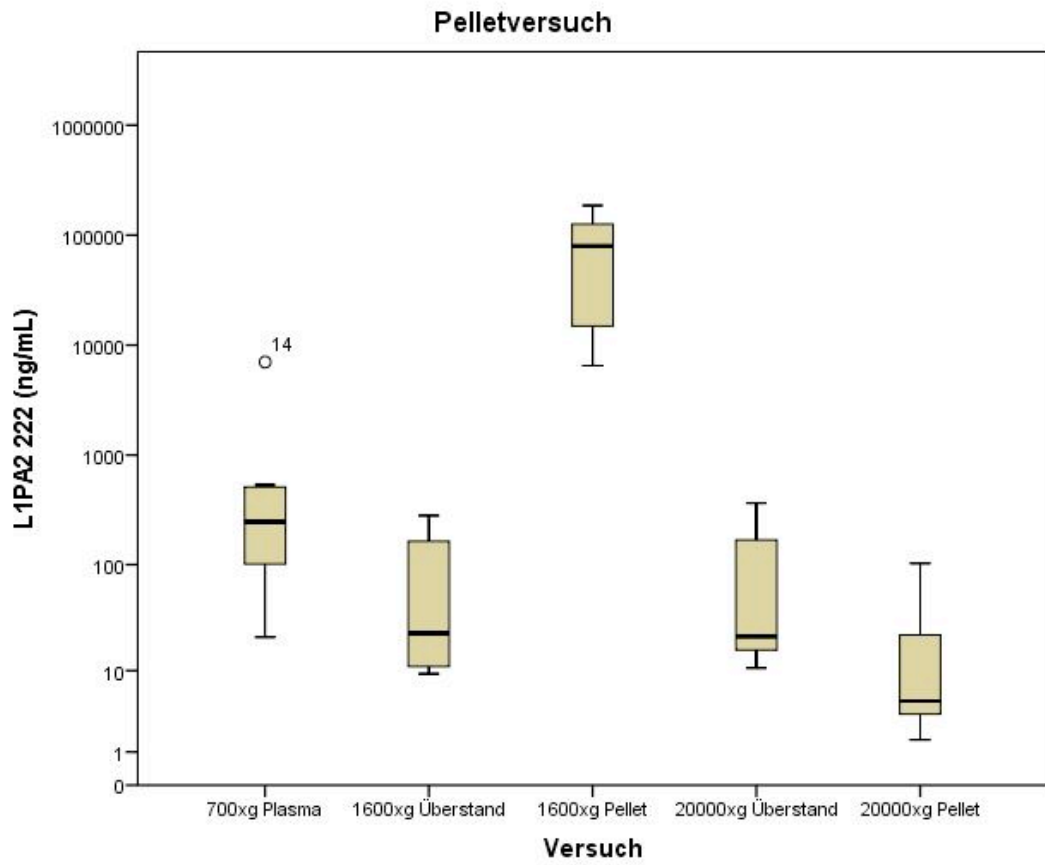 Pelletversuch
1000000
100000
10000
1000
100
10
1
0
L1PA2 222 (ng/mL)
14
700xg Plasma
1600xg Überstand
1600xg Pellet
20000xg Überstand
20000xg Pellet
Versuch